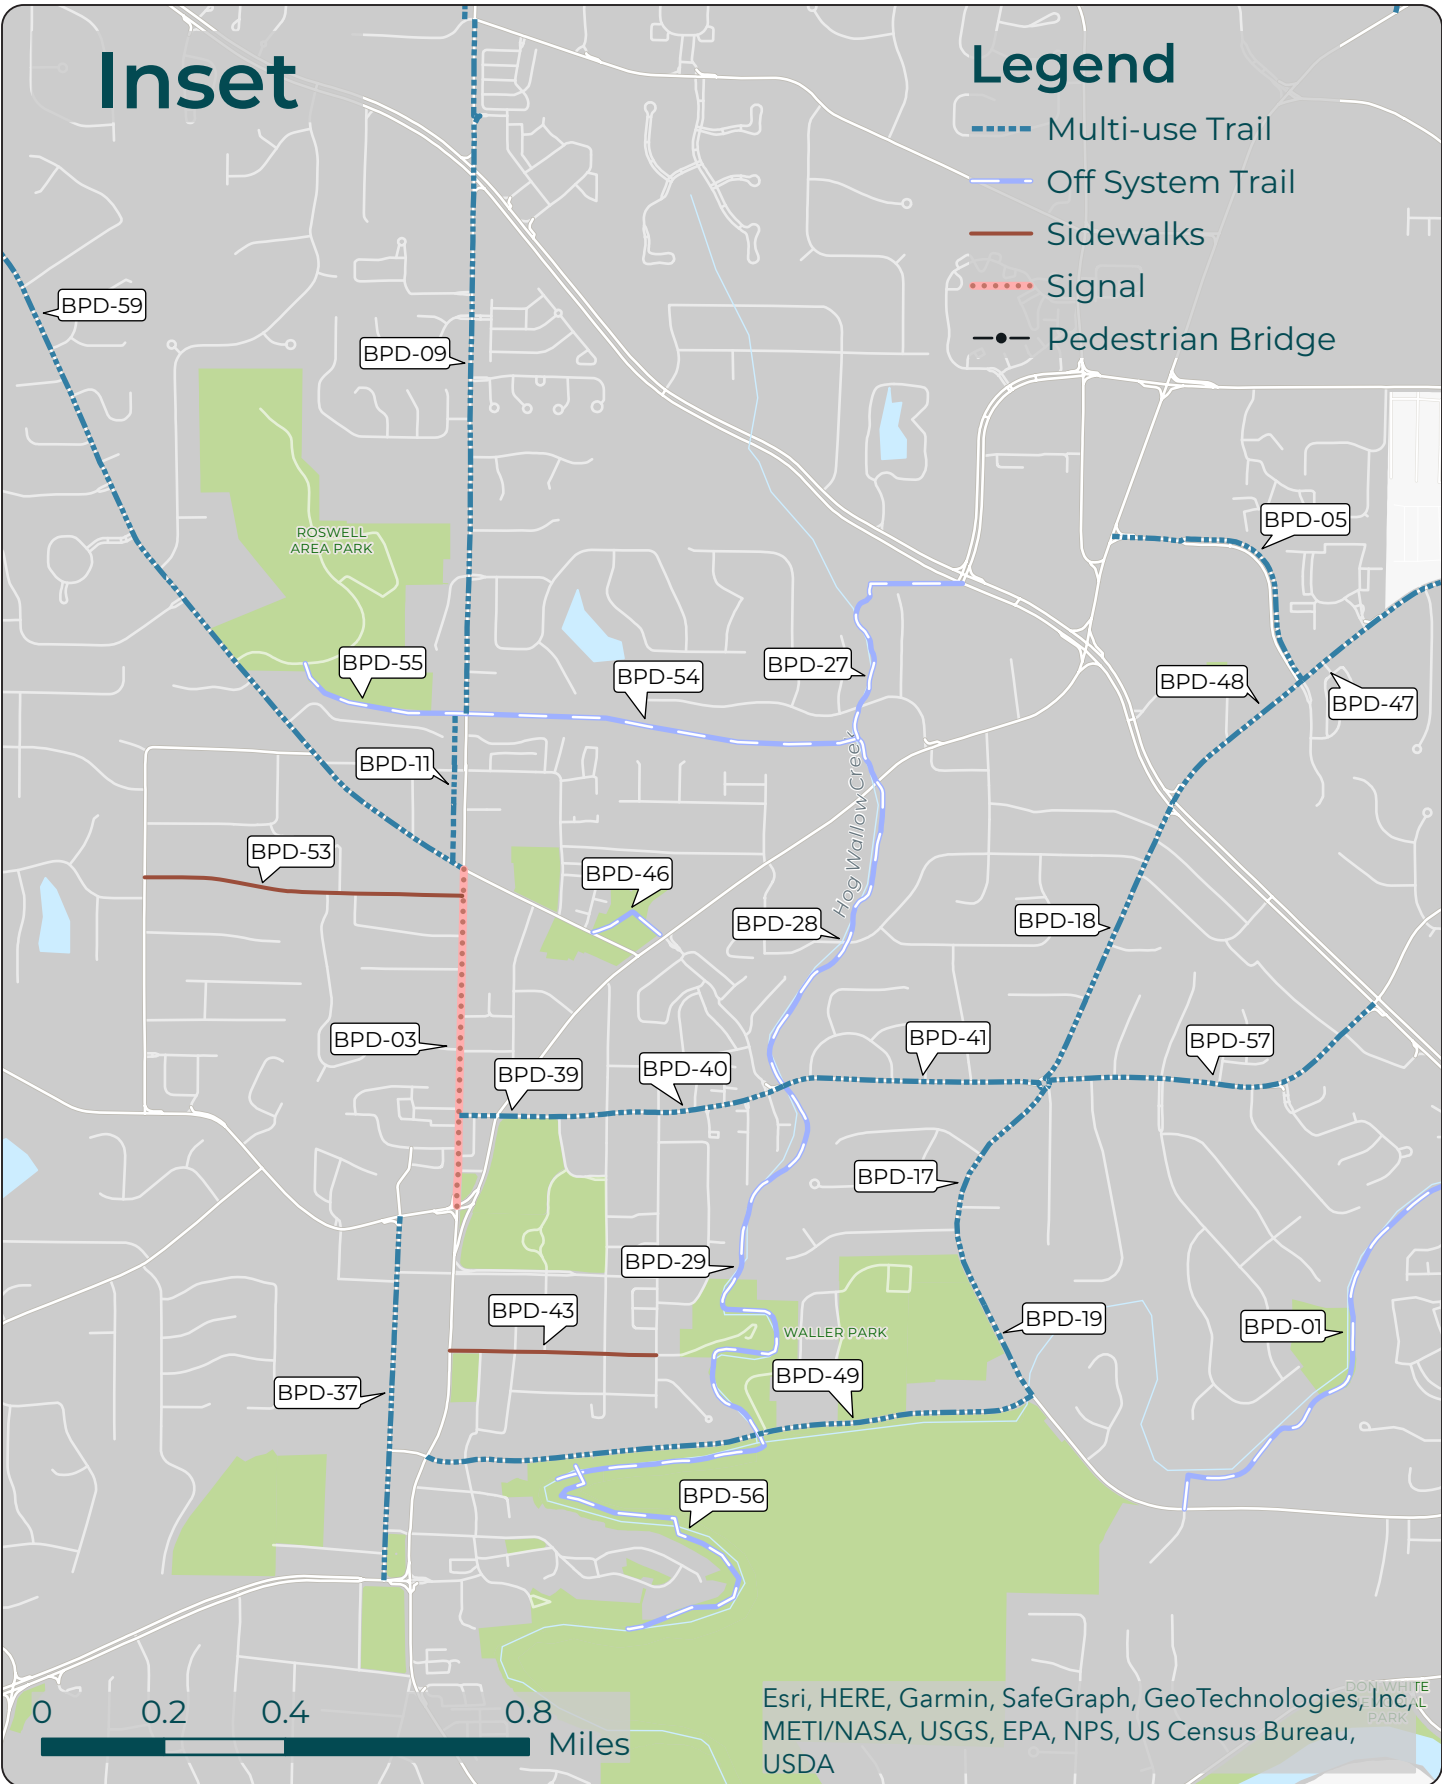 Inset
Legend
Multi-use Trail
Off System Trail
Sidewalks
Signal
Pedestrian Bridge
BPD-59
BPD-09
BPD-05
ROSWELL
AREA PARK
BPD-55
BPD-54
BPD-27
BPD-48
BPD-47
BPD-11
Hog Wallow Creek
BPD-53
BPD-46
BPD-28
BPD-18
BPD-03
BPD-39
BPD-40
BPD-41
BPD-57
BPD-17
BPD-29
BPD-43
WALLER PARK
BPD-19
BPD-01
BPD-37
BPD-49
BPD-56
0 0.2 0.4 0.8
Miles
DON WHITE
PARK
Esri, HERE, Garmin, SafeGraph, GeoTechnologies, Inc,
METI/NASA, USGS, EPA, NPS, US Census Bureau,
USDA